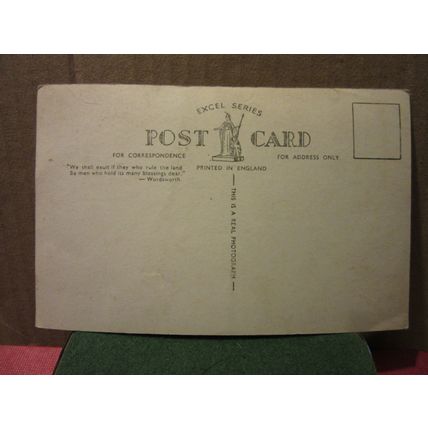 EXCEL SERIES
POST CARD
FOR CORRESPONDENCE
FOR ADDRESS ONLY
"We shall exult if they who rule the land
Be men who hold its many blessings dear."
— Wordsworth.
PRINTED IN ENGLAND
— THIS IS A REAL PHOTOGRAPH —